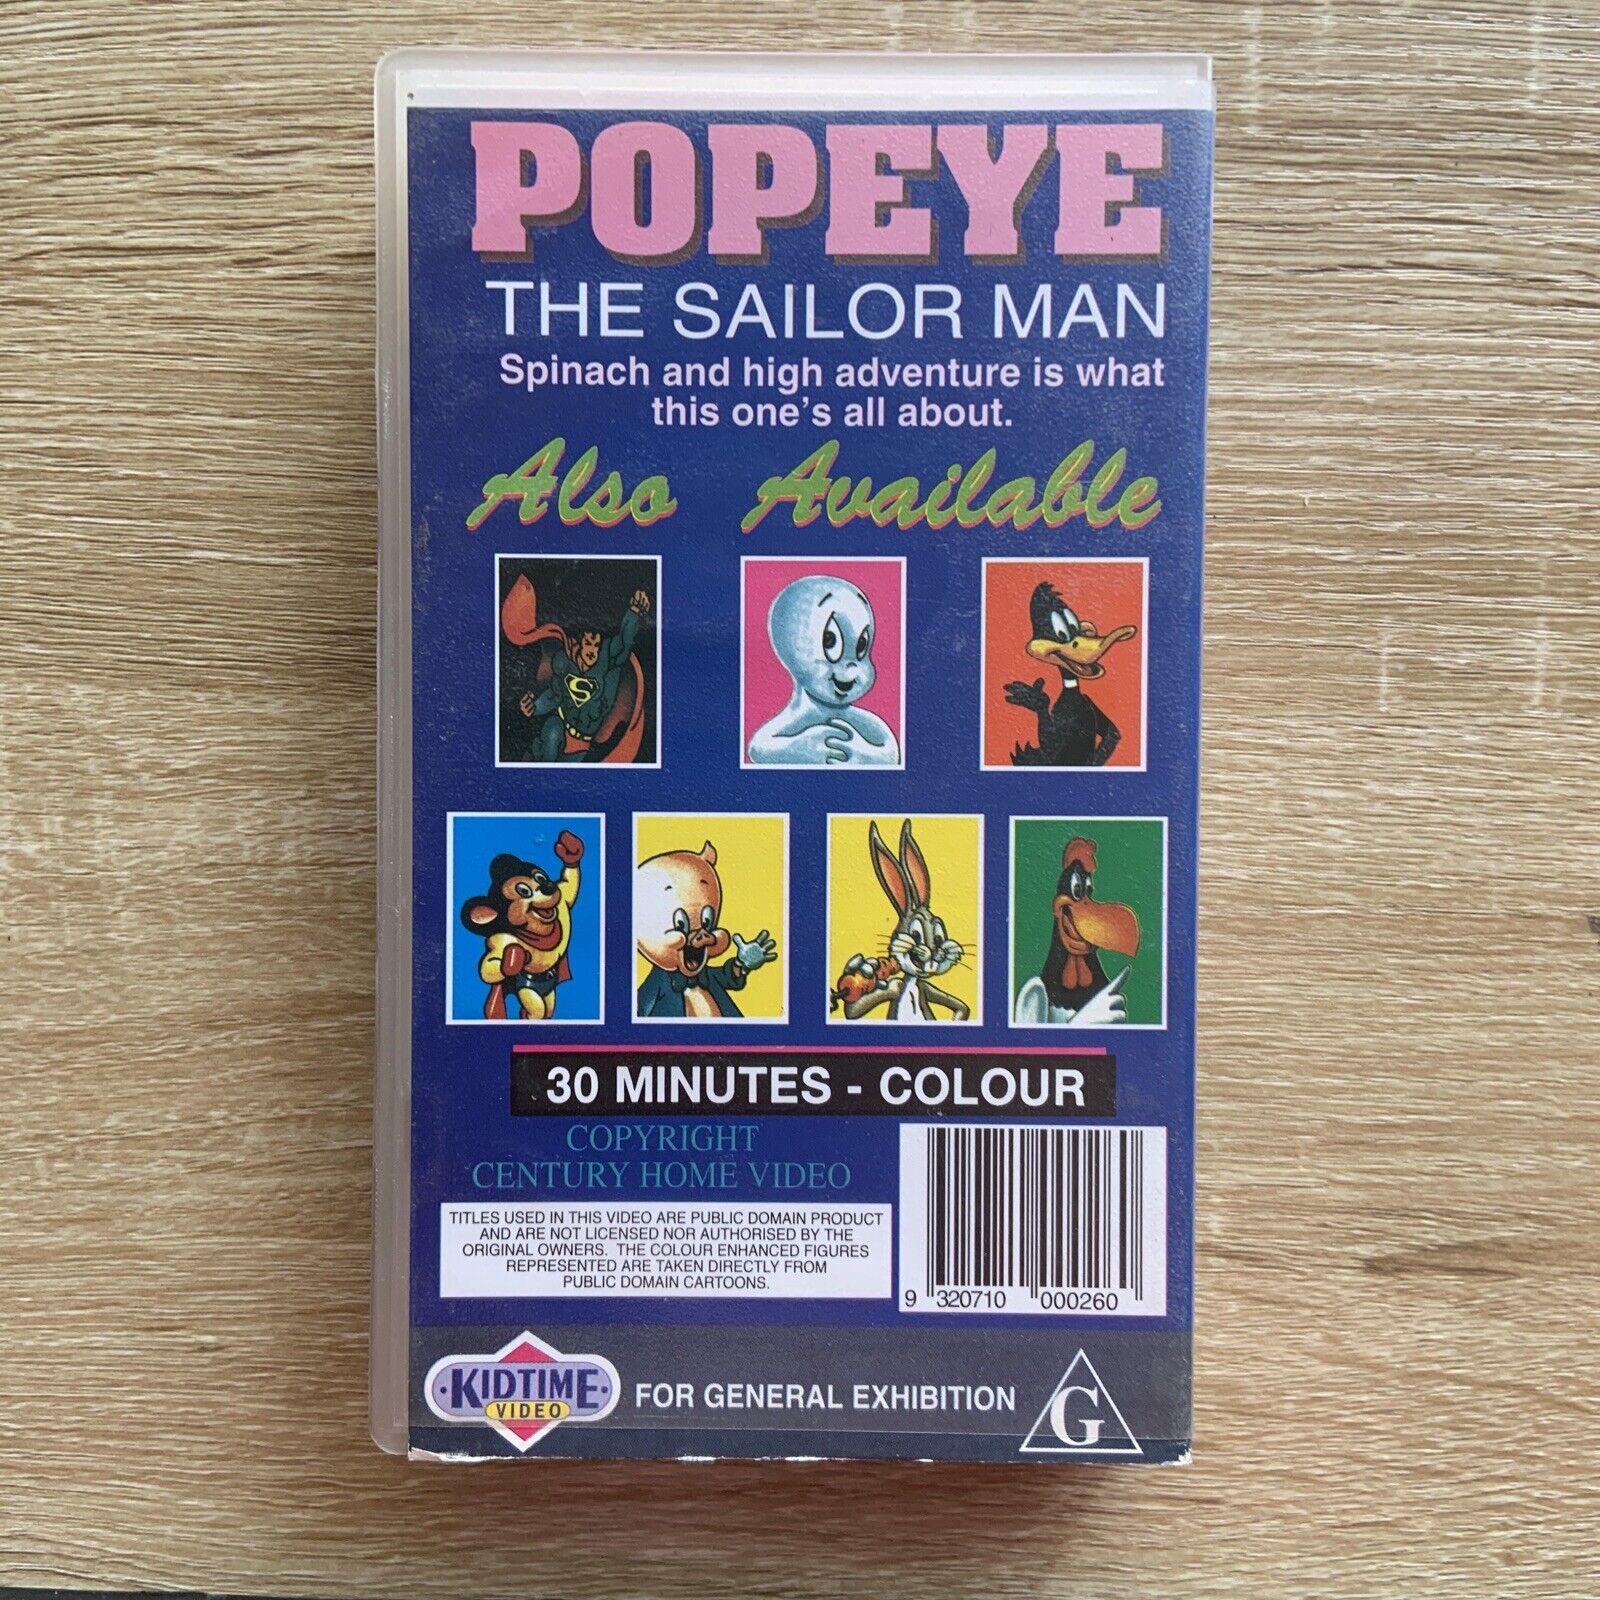 POPEYE
THE SAILOR MAN
Spinach and high adventure is what
this one's all about.
Also Available
S
30 MINUTES - COLOUR
COPYRIGHT
CENTURY HOME VIDEO
TITLES USED IN THIS VIDEO ARE PUBLIC DOMAIN PRODUCT
AND ARE NOT LICENSED NOR AUTHORISED BY THE
ORIGINAL OWNERS. THE COLOUR ENHANCED FIGURES
REPRESENTED ARE TAKEN DIRECTLY FROM
PUBLIC DOMAIN CARTOONS.
9 320710 000260
KIDTIME
VIDEO
FOR GENERAL EXHIBITION
G